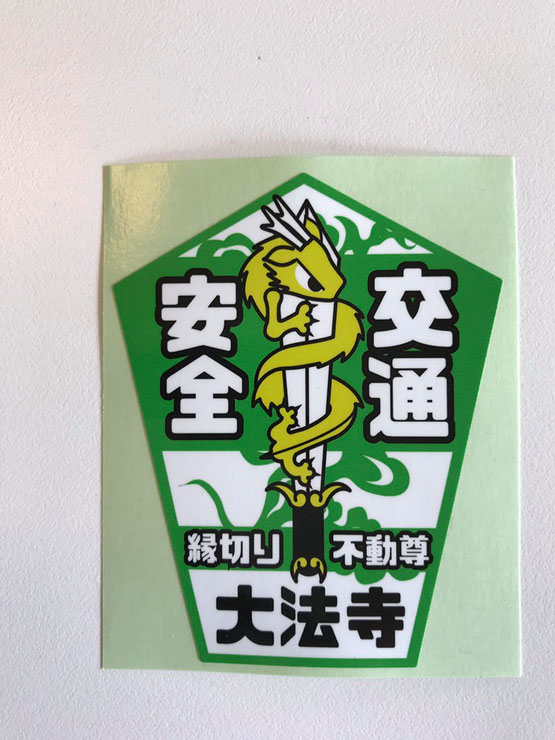 交通
安全
縁切り 不動尊
大法寺